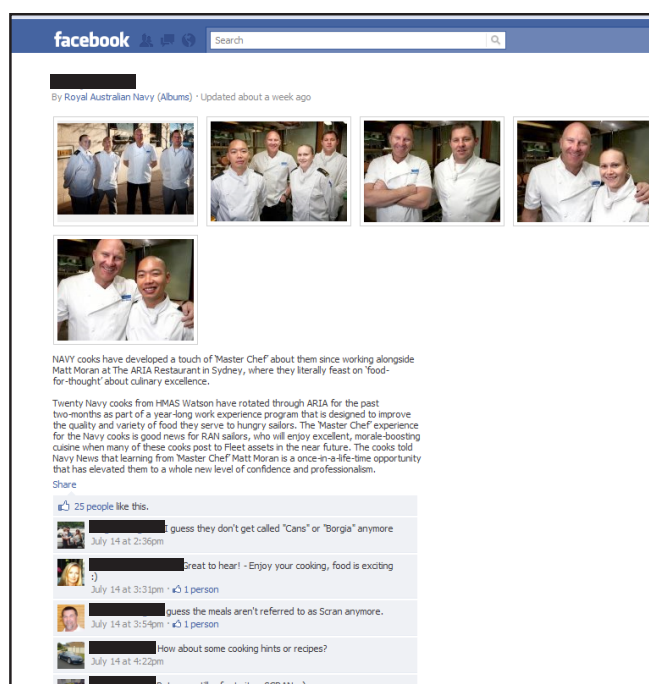 facebook
Search
By Royal Australian Navy (Albums) · Updated about a week ago
NAVY cooks have developed a touch of 'Master Chef' about them since working alongside
Matt Moran at The ARIA Restaurant in Sydney, where they literally feast on 'food-
for-thought' about culinary excellence.
Twenty Navy cooks from HMAS Watson have rotated through ARIA for the past
two-months as part of a year-long work experience program that is designed to improve
the quality and variety of food they serve to hungry sailors. The 'Master Chef' experience
for the Navy cooks is good news for RAN sailors, who will enjoy excellent, morale-boosting
cuisine when many of these cooks post to Fleet assets in the near future. The cooks told
Navy News that learning from 'Master Chef' Matt Moran is a once-in-a-life-time opportunity
that has elevated them to a whole new level of confidence and professionalism.
Share
25 people like this.
I guess they don't get called "Cans" or "Borgia" anymore
July 14 at 2:36pm
Great to hear! - Enjoy your cooking, food is exciting
:)
July 14 at 3:31pm · 1 person
guess the meals aren't referred to as Scran anymore.
July 14 at 3:54pm · 1 person
How about some cooking hints or recipes?
July 14 at 4:22pm